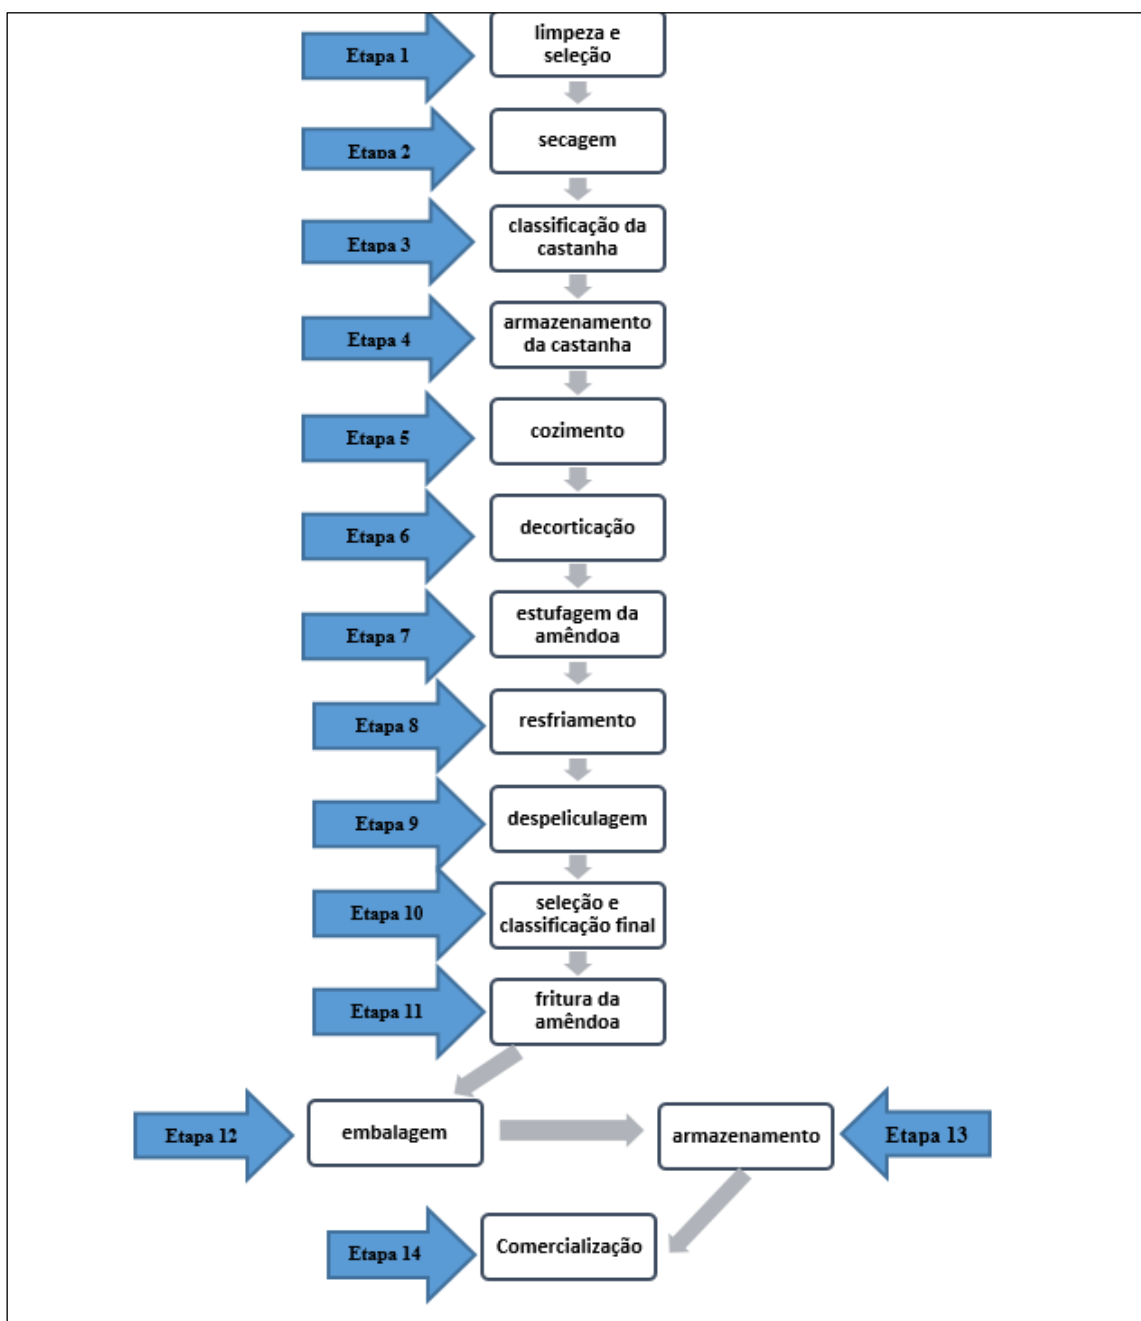 Etapa 1
limpeza e
seleção
Etapa 2
secagem
Etapa 3
classificação da
castanha
Etapa 4
armazenamento
da castanha
Etapa 5
cozimento
Etapa 6
decorticação
Etapa 7
estufagem da
amêndoa
Etapa 8
resfriamento
Etapa 9
despeliculagem
Etapa 10
seleção e
classificação final
Etapa 11
fritura da
amêndoa
Etapa 12
embalagem
armazenamento
Etapa 13
Etapa 14
Comercialização